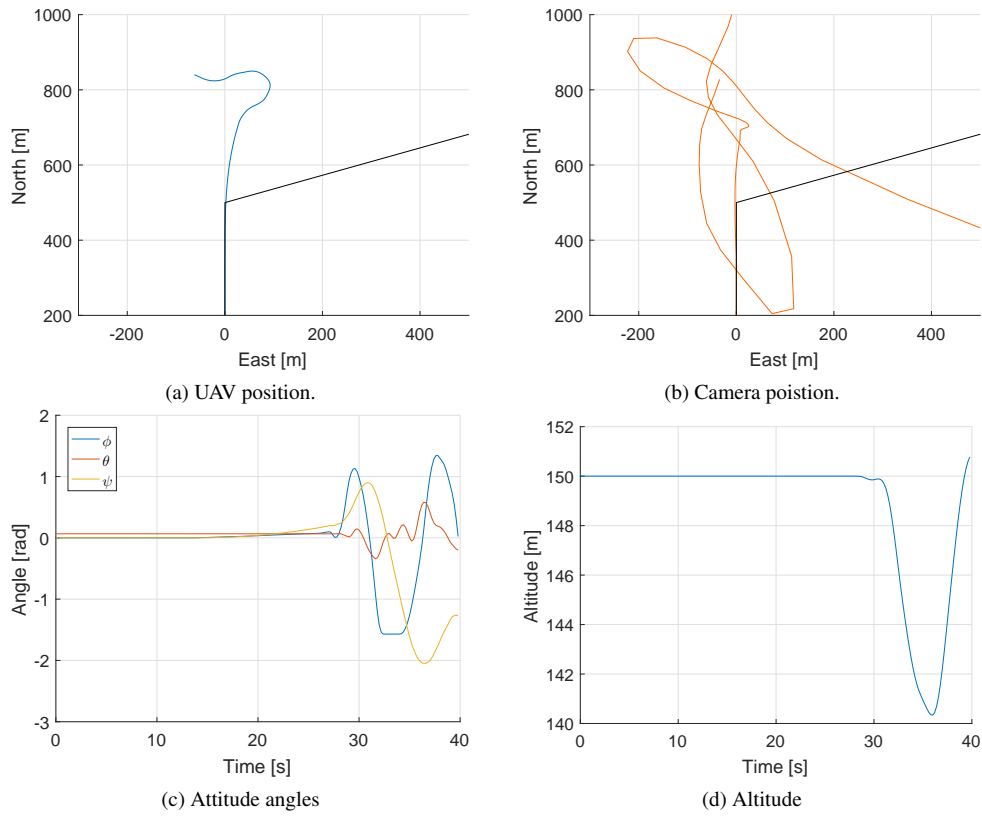 1000
800
600
400
200
North [m]
-200
0
200
400
East [m]
(a) UAV position.
1000
800
600
400
200
North [m]
-200
0
200
400
East [m]
(b) Camera poistion.
2
1
0
-1
-2
-3
Angle [rad]
ϕ
θ
ψ
0
10
20
30
40
Time [s]
(c) Attitude angles
152
150
148
146
144
142
140
Altitude [m]
0
10
20
30
40
Time [s]
(d) Altitude